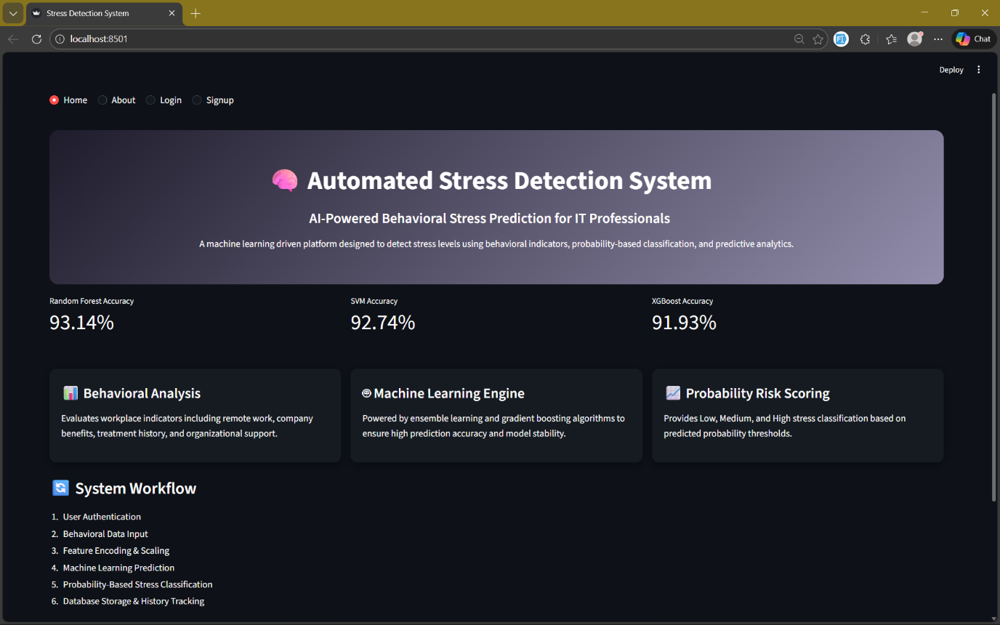 Stress Detection System
localhost:8501
Chat
Deploy
Home About Login Signup
Automated Stress Detection System
AI-Powered Behavioral Stress Prediction for IT Professionals
A machine learning driven platform designed to detect stress levels using behavioral indicators, probability-based classification, and predictive analytics.
Random Forest Accuracy
93.14%
SVM Accuracy
92.74%
XGBoost Accuracy
91.93%
Behavioral Analysis
Evaluates workplace indicators including remote work, company
benefits, treatment history, and organizational support.
Machine Learning Engine
Powered by ensemble learning and gradient boosting algorithms to
ensure high prediction accuracy and model stability.
Probability Risk Scoring
Provides Low, Medium, and High stress classification based on
predicted probability thresholds.
System Workflow
1. User Authentication
2. Behavioral Data Input
3. Feature Encoding & Scaling
4. Machine Learning Prediction
5. Probability-Based Stress Classification
6. Database Storage & History Tracking